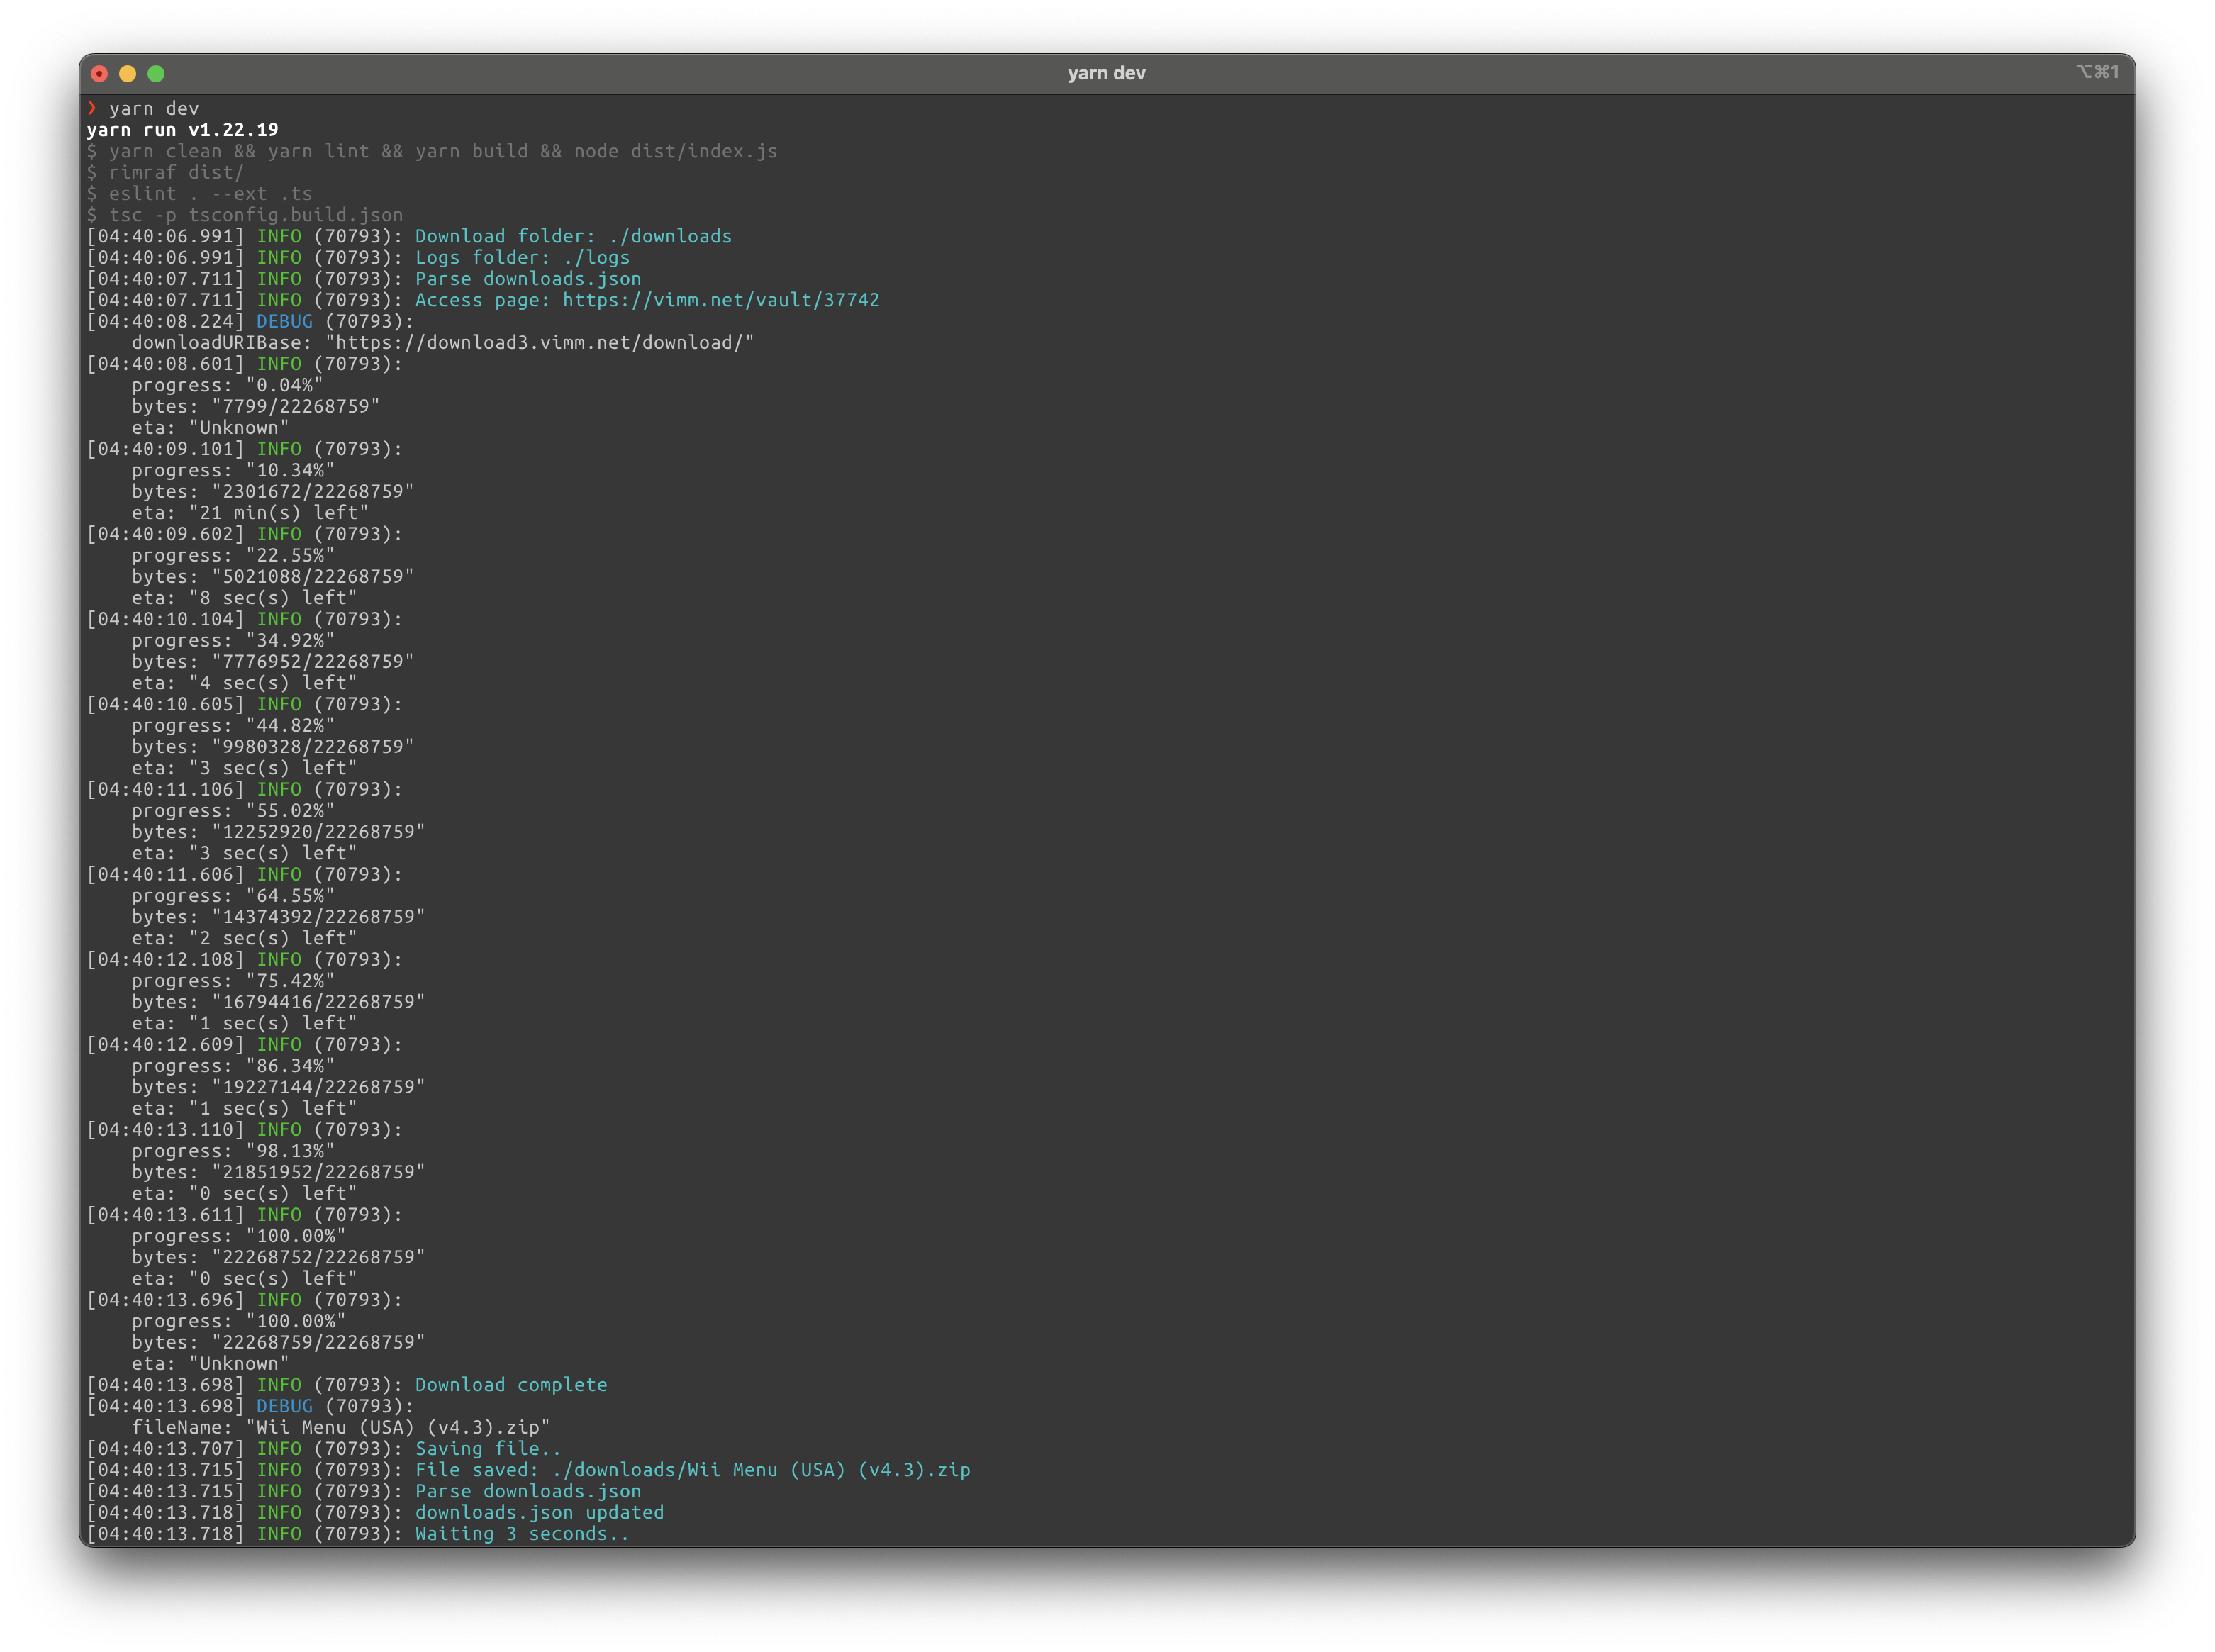 yarn dev
⌥⌘1
❯ yarn dev
yarn run v1.22.19
$ yarn clean && yarn lint && yarn build && node dist/index.js
$ rimraf dist/
$ eslint . --ext .ts
$ tsc -p tsconfig.build.json
[04:40:06.991] INFO (70793): Download folder: ./downloads
[04:40:06.991] INFO (70793): Logs folder: ./logs
[04:40:07.711] INFO (70793): Parse downloads.json
[04:40:07.711] INFO (70793): Access page: https://vimm.net/vault/37742
[04:40:08.224] DEBUG (70793):
    downloadURIBase: "https://download3.vimm.net/download/"
[04:40:08.601] INFO (70793):
    progress: "0.04%"
    bytes: "7799/22268759"
    eta: "Unknown"
[04:40:09.101] INFO (70793):
    progress: "10.34%"
    bytes: "2301672/22268759"
    eta: "21 min(s) left"
[04:40:09.602] INFO (70793):
    progress: "22.55%"
    bytes: "5021088/22268759"
    eta: "8 sec(s) left"
[04:40:10.104] INFO (70793):
    progress: "34.92%"
    bytes: "7776952/22268759"
    eta: "4 sec(s) left"
[04:40:10.605] INFO (70793):
    progress: "44.82%"
    bytes: "9980328/22268759"
    eta: "3 sec(s) left"
[04:40:11.106] INFO (70793):
    progress: "55.02%"
    bytes: "12252920/22268759"
    eta: "3 sec(s) left"
[04:40:11.606] INFO (70793):
    progress: "64.55%"
    bytes: "14374392/22268759"
    eta: "2 sec(s) left"
[04:40:12.108] INFO (70793):
    progress: "75.42%"
    bytes: "16794416/22268759"
    eta: "1 sec(s) left"
[04:40:12.609] INFO (70793):
    progress: "86.34%"
    bytes: "19227144/22268759"
    eta: "1 sec(s) left"
[04:40:13.110] INFO (70793):
    progress: "98.13%"
    bytes: "21851952/22268759"
    eta: "0 sec(s) left"
[04:40:13.611] INFO (70793):
    progress: "100.00%"
    bytes: "22268752/22268759"
    eta: "0 sec(s) left"
[04:40:13.696] INFO (70793):
    progress: "100.00%"
    bytes: "22268759/22268759"
    eta: "Unknown"
[04:40:13.698] INFO (70793): Download complete
[04:40:13.698] DEBUG (70793):
    fileName: "Wii Menu (USA) (v4.3).zip"
[04:40:13.707] INFO (70793): Saving file..
[04:40:13.715] INFO (70793): File saved: ./downloads/Wii Menu (USA) (v4.3).zip
[04:40:13.715] INFO (70793): Parse downloads.json
[04:40:13.718] INFO (70793): downloads.json updated
[04:40:13.718] INFO (70793): Waiting 3 seconds..